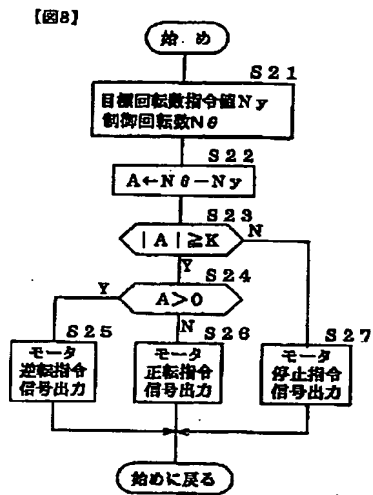 【図8】
始め
S21
目標回転数指令値Ny
制御回転数Nθ
S22
A←Nθ－Ny
S23
｜A｜≧K
N
Y
S24
A＞0
Y
N
S25
モータ
逆転指令
信号出力
S26
モータ
正転指令
信号出力
S27
モータ
停止指令
信号出力
始めに戻る